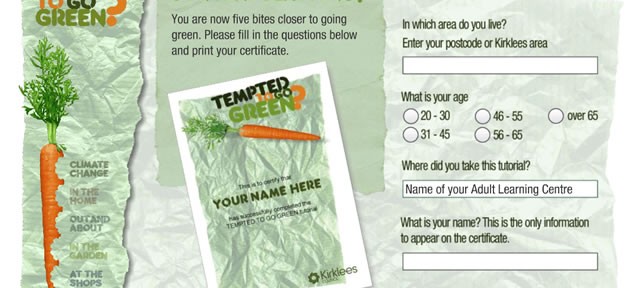 TO GO
GREEN?
CLIMATE
CHANGE
IN THE
HOME
OUT AND
ABOUT
IN THE
GARDEN
AT THE
SHOPS
You are now five bites closer to going
green. Please fill in the questions below
and print your certificate.
TEMPTED
TO GO
GREEN?
This is to certify that
YOUR NAME HERE
has successfully completed the
TEMPTED TO GO GREEN tutorial
Kirklees
In which area do you live?
Enter your postcode or Kirklees area
What is your age
20 - 30
46 - 55
over 65
31 - 45
56 - 65
Where did you take this tutorial?
Name of your Adult Learning Centre
What is your name? This is the only information
to appear on the certificate.